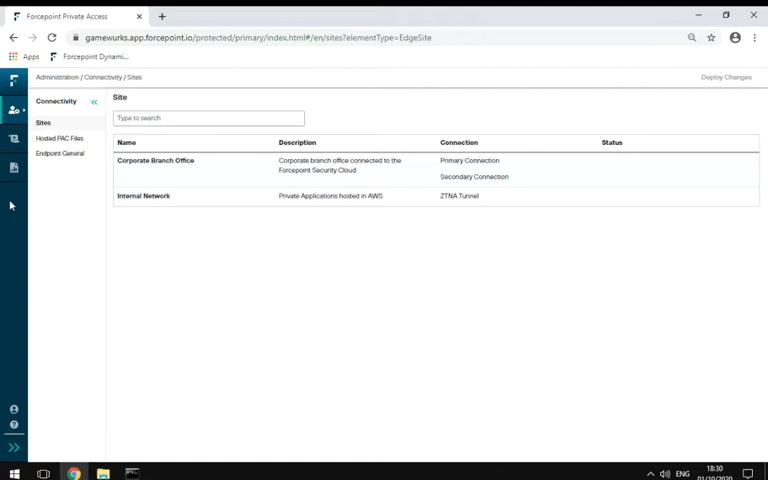 Forcepoint Private Access
gamewurks.app.forcepoint.io/protected/primary/index.html#/en/sites?elementType=EdgeSite
Apps
Forcepoint Dynami...
Administration / Connectivity / Sites
Deploy Changes
Connectivity
Sites
Hosted PAC Files
Endpoint General
Site
Type to search
Name Description Connection Status
Corporate Branch Office Corporate branch office connected to the Primary Connection
Forcepoint Security Cloud
Secondary Connection
Internal Network Private Applications hosted in AWS ZTNA Tunnel
ENG
18:30
01/10/2020